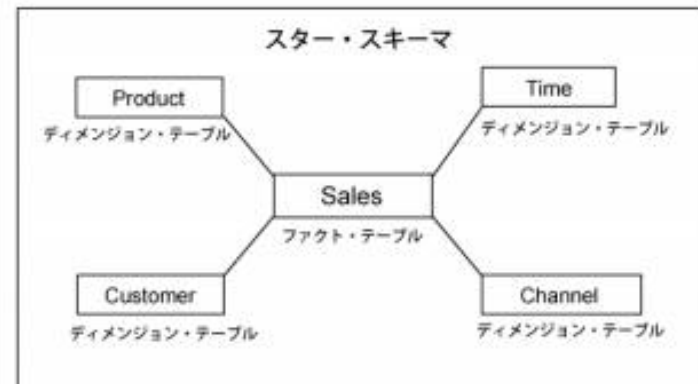 スター・スキーマ
Product
ディメンジョン・テーブル
Time
ディメンジョン・テーブル
Sales
ファクト・テーブル
Customer
ディメンジョン・テーブル
Channel
ディメンジョン・テーブル